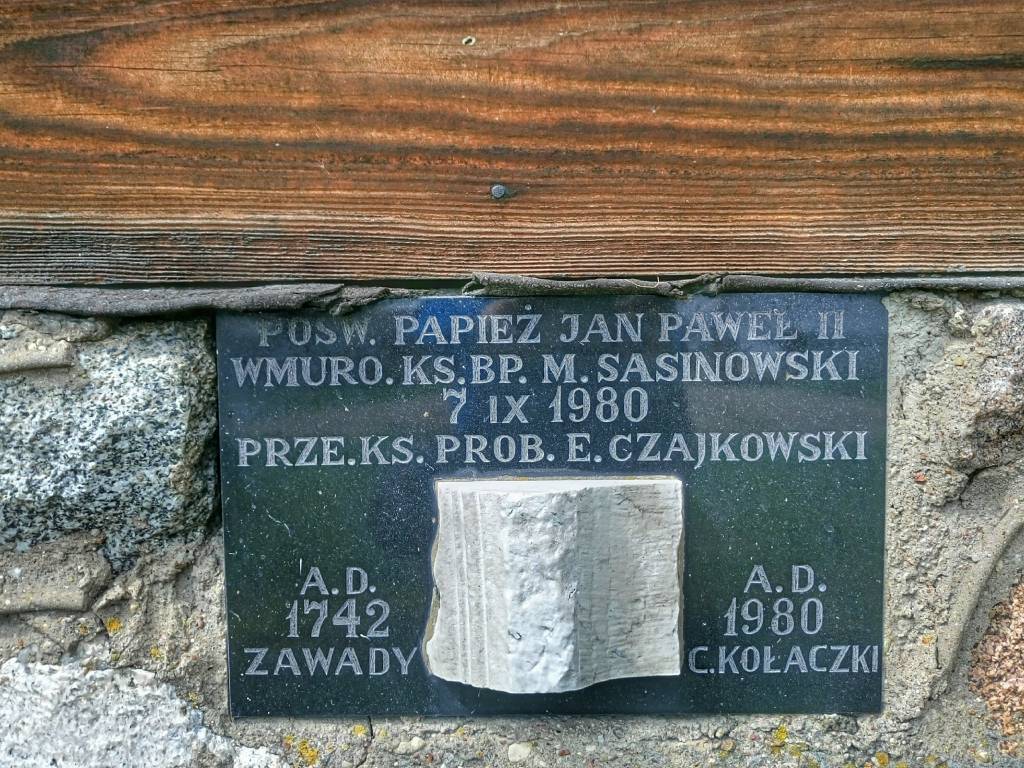 POŚW. PAPIEŻ JAN PAWEŁ II
WMURO. KS. BP. M. SASINOWSKI
7 IX 1980
PRZE. KS. PROB. E. CZAJKOWSKI
A.D.
1742
ZAWADY
A.D.
1980
C. KOŁACZKI